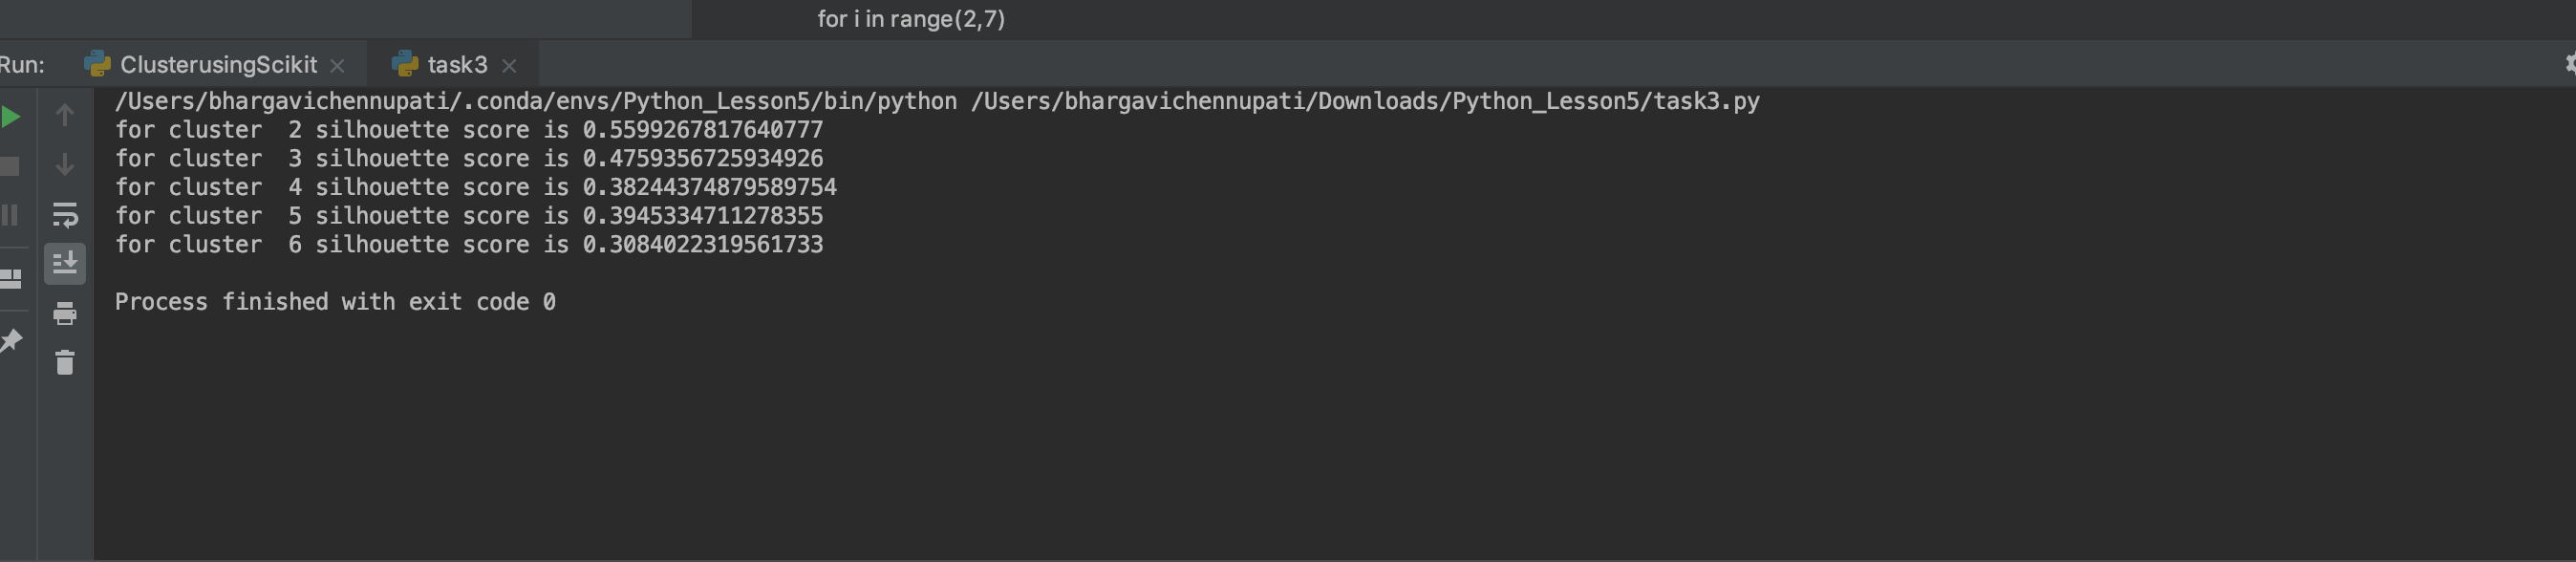 for i in range(2,7)
Run: ClusterusingScikit task3
/Users/bhargavichennupati/.conda/envs/Python_Lesson5/bin/python /Users/bhargavichennupati/Downloads/Python_Lesson5/task3.py
for cluster  2 silhouette score is 0.5599267817640777
for cluster  3 silhouette score is 0.4759356725934926
for cluster  4 silhouette score is 0.38244374879589754
for cluster  5 silhouette score is 0.3945334711278355
for cluster  6 silhouette score is 0.3084022319561733
Process finished with exit code 0